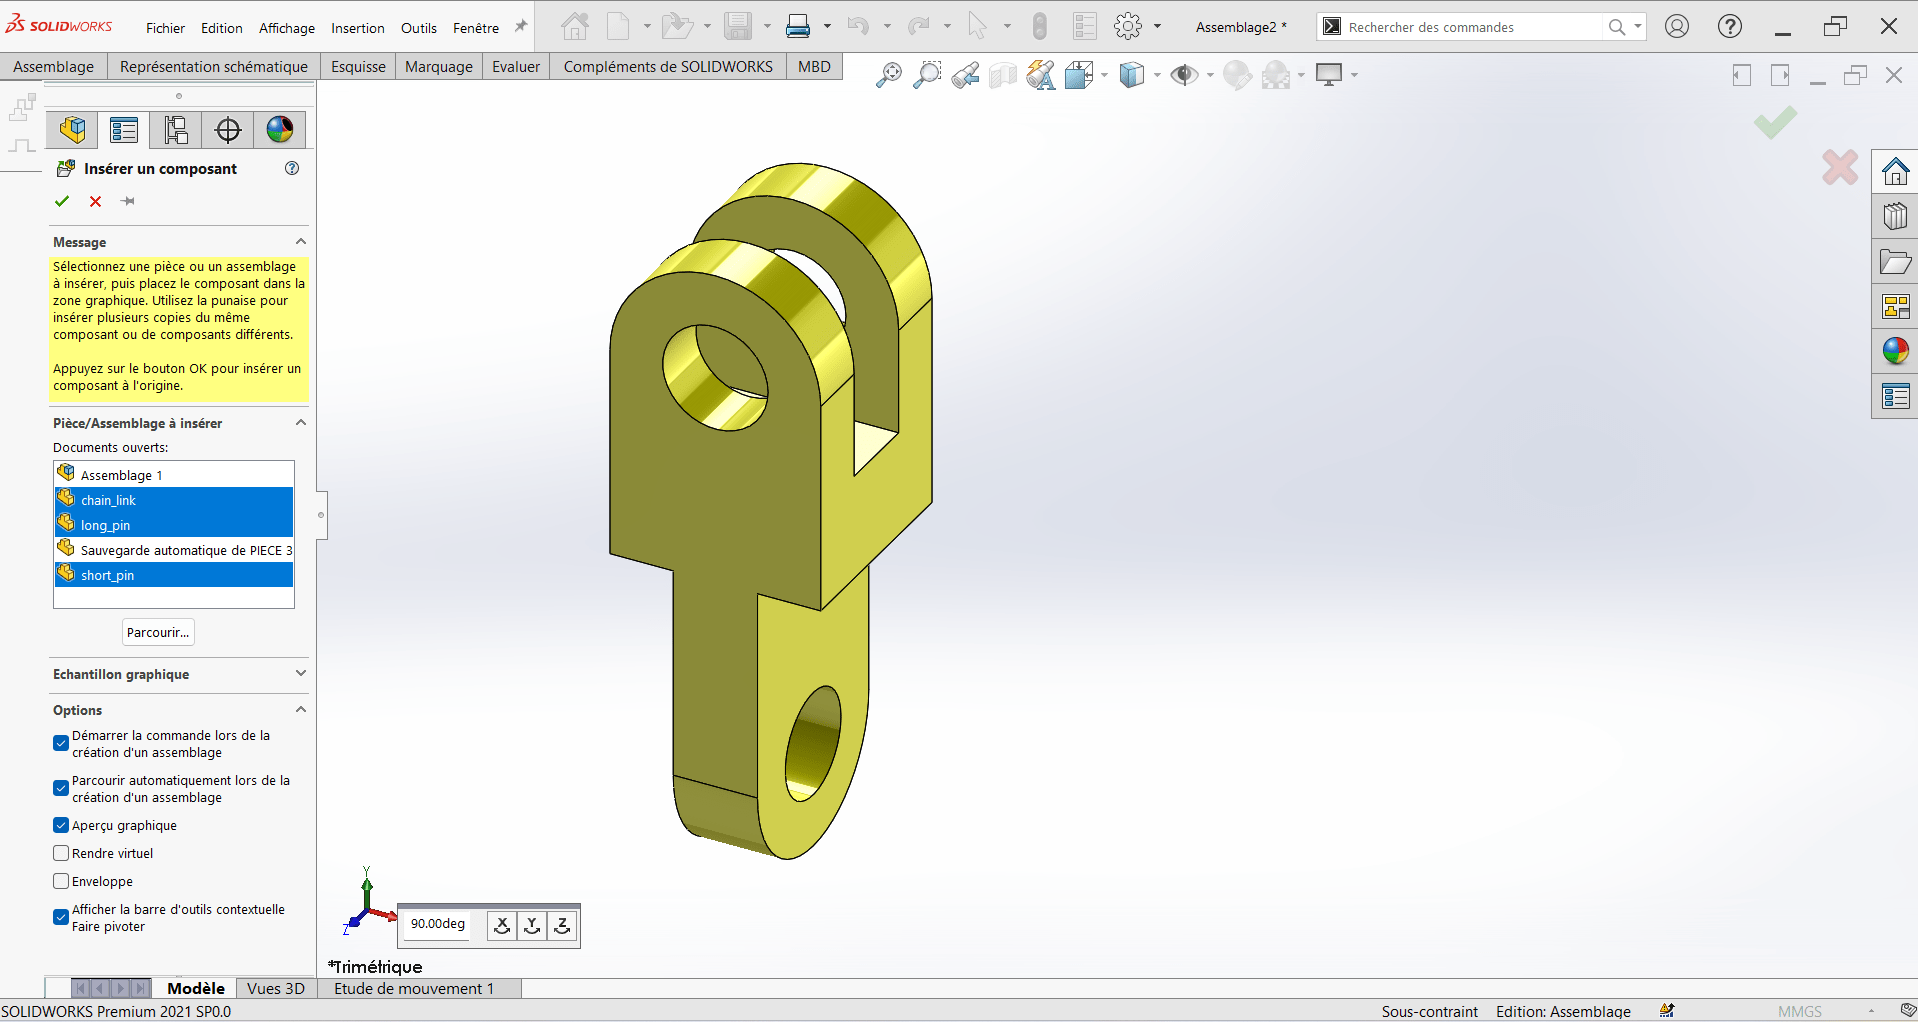 SOLIDWORKS
Fichier Edition Affichage Insertion Outils Fenêtre
Assemblage2 *
Rechercher des commandes
Assemblage Représentation schématique Esquisse Marquage Evaluer Compléments de SOLIDWORKS MBD
Insérer un composant
Message
Sélectionnez une pièce ou un assemblage
à insérer, puis placez le composant dans la
zone graphique. Utilisez la punaise pour
insérer plusieurs copies du même
composant ou de composants différents.
Appuyez sur le bouton OK pour insérer un
composant à l'origine.
Pièce/Assemblage à insérer
Documents ouverts:
Assemblage 1
chain_link
long_pin
Sauvegarde automatique de PIECE 3
short_pin
Parcourir...
Echantillon graphique
Options
Démarrer la commande lors de la
création d'un assemblage
Parcourir automatiquement lors de la
création d'un assemblage
Aperçu graphique
Rendre virtuel
Enveloppe
Afficher la barre d'outils contextuelle
Faire pivoter
Y
Z
90.00deg X Y Z
*Trimétrique
Modèle Vues 3D Etude de mouvement 1
SOLIDWORKS Premium 2021 SP0.0
Sous-contraint Edition: Assemblage MMGS